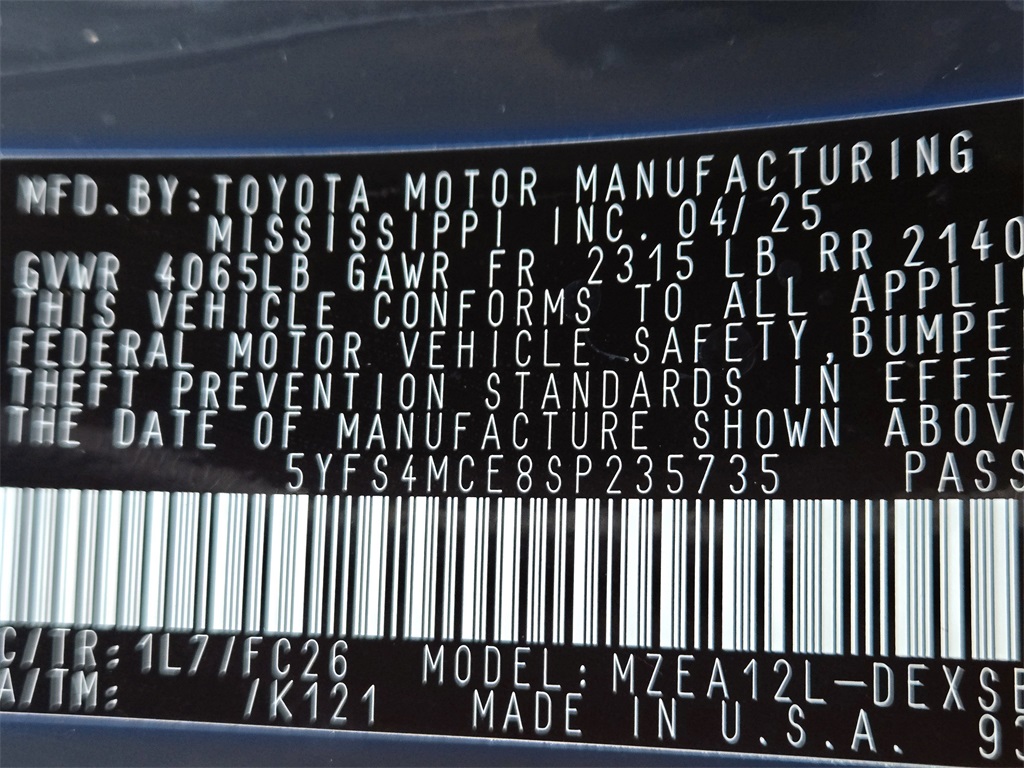 MFD. BY: TOYOTA MOTOR MANUFACTURING
MISSISSIPPI INC. 04/25
GVWR 4065LB GAWR FR 2315 LB RR 2140
THIS VEHICLE CONFORMS TO ALL APPLI
FEDERAL MOTOR VEHICLE SAFETY, BUMPE
THEFT PREVENTION STANDARDS IN EFFE
THE DATE OF MANUFACTURE SHOWN ABOV
5YFS4MCE8SP235735 PASS
C/TR: 1L7/FC26 MODEL: MZEA12L-DEXSB
A/TM: /K121 MADE IN U.S.A. 93